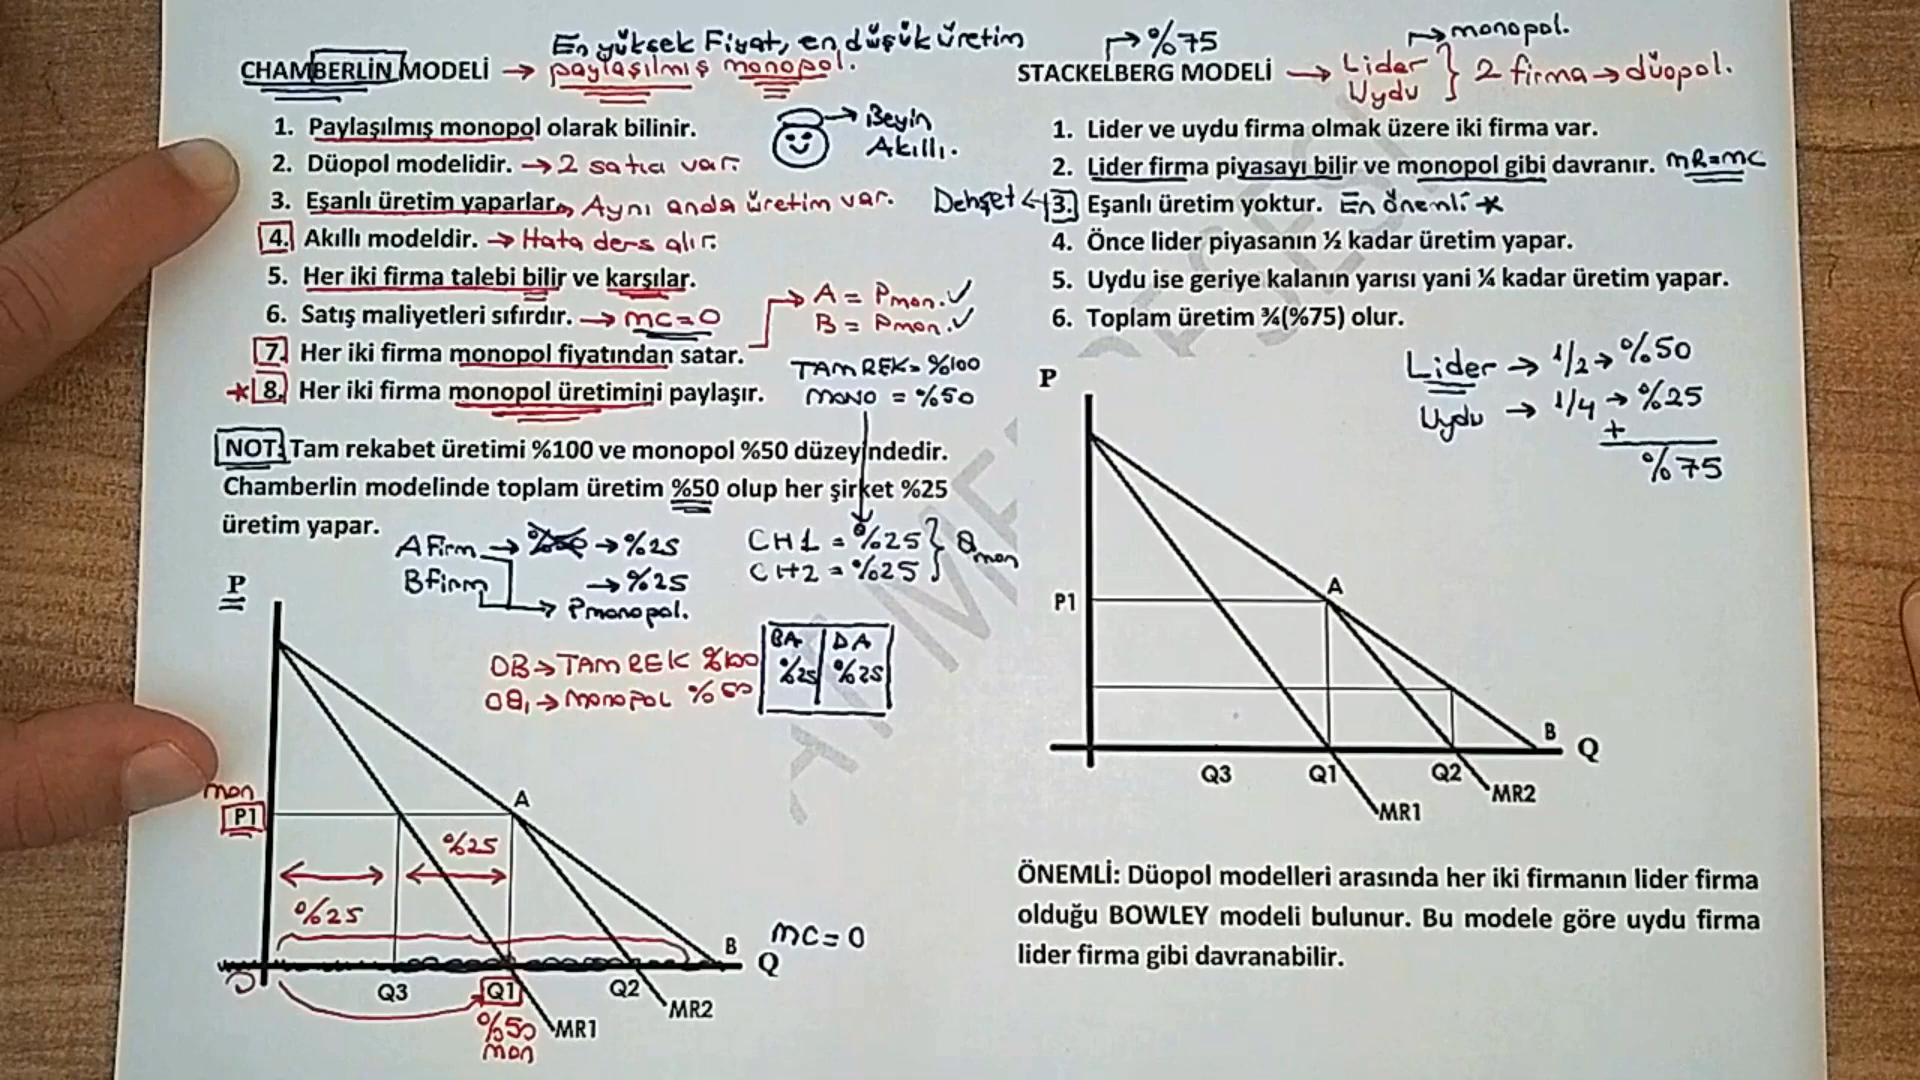 En yüksek Fiyat, en düşük üretim
CHAMBERLİN MODELİ → paylaşılmış monopol.
1. Paylaşılmış monopol olarak bilinir.
→ Beyin
Akıllı.
2. Düopol modelidir. → 2 satıcı var.
3. Eşanlı üretim yaparlar → Aynı anda üretim var.
4. Akıllı modeldir. → Hata ders alır.
5. Her iki firma talebi bilir ve karşılar.
6. Satış maliyetleri sıfırdır. → mc=0
→ A = Pmon. ✓
B = Pmon. ✓
7. Her iki firma monopol fiyatından satar.
* 8. Her iki firma monopol üretimini paylaşır.
TAM REK= %100
MONO = %50
NOT: Tam rekabet üretimi %100 ve monopol %50 düzeyindedir.
Chamberlin modelinde toplam üretim %50 olup her şirket %25
üretim yapar.
A Firm → → %25
B Firm → %25
→ Pmonopol.
CH1 = %25 } Qmon
CH2 = %25
OB → TAM REK %100
OB₁ → MONOPOL %50
BA %25
DA %25
P
mon
P1
A
%25
%25
B
Q
mc=0
O
Q3
Q1
Q2
MR2
%50
mon
MR1
→ %75
→ monopol.
STACKELBERG MODELİ → Lider
Uydu } 2 firma → düopol.
1. Lider ve uydu firma olmak üzere iki firma var.
2. Lider firma piyasayı bilir ve monopol gibi davranır. MR=MC
Dehşet ← 3. Eşanlı üretim yoktur. En önemli *
4. Önce lider piyasanın ½ kadar üretim yapar.
5. Uydu ise geriye kalanın yarısı yani ¼ kadar üretim yapar.
6. Toplam üretim ¾(%75) olur.
Lider → 1/2 → %50
Uydu → 1/4 → %25
+
%75
P
P1
A
B
Q
Q3
Q1
Q2
MR2
MR1
ÖNEMLİ: Düopol modelleri arasında her iki firmanın lider firma
olduğu BOWLEY modeli bulunur. Bu modele göre uydu firma
lider firma gibi davranabilir.